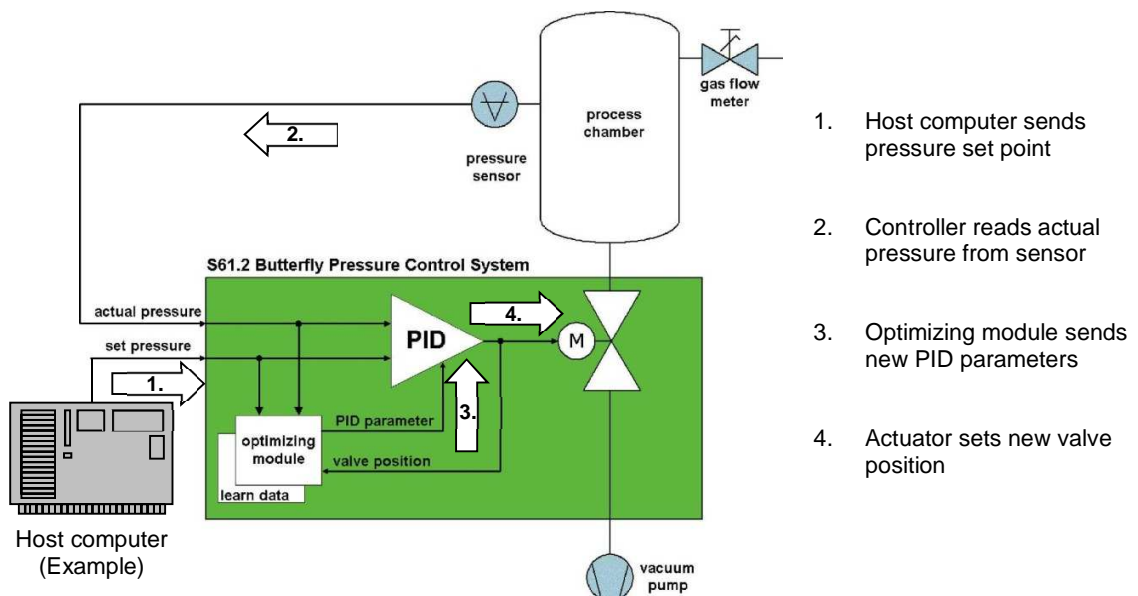 gas flow
meter
process
chamber
2.
pressure
sensor
S61.2 Butterfly Pressure Control System
actual pressure
4.
PID
M
set pressure
1.
3.
PID parameter
optimizing
module
valve position
learn data
Host computer
(Example)
vacuum
pump
1. Host computer sends
pressure set point
2. Controller reads actual
pressure from sensor
3. Optimizing module sends
new PID parameters
4. Actuator sets new valve
position